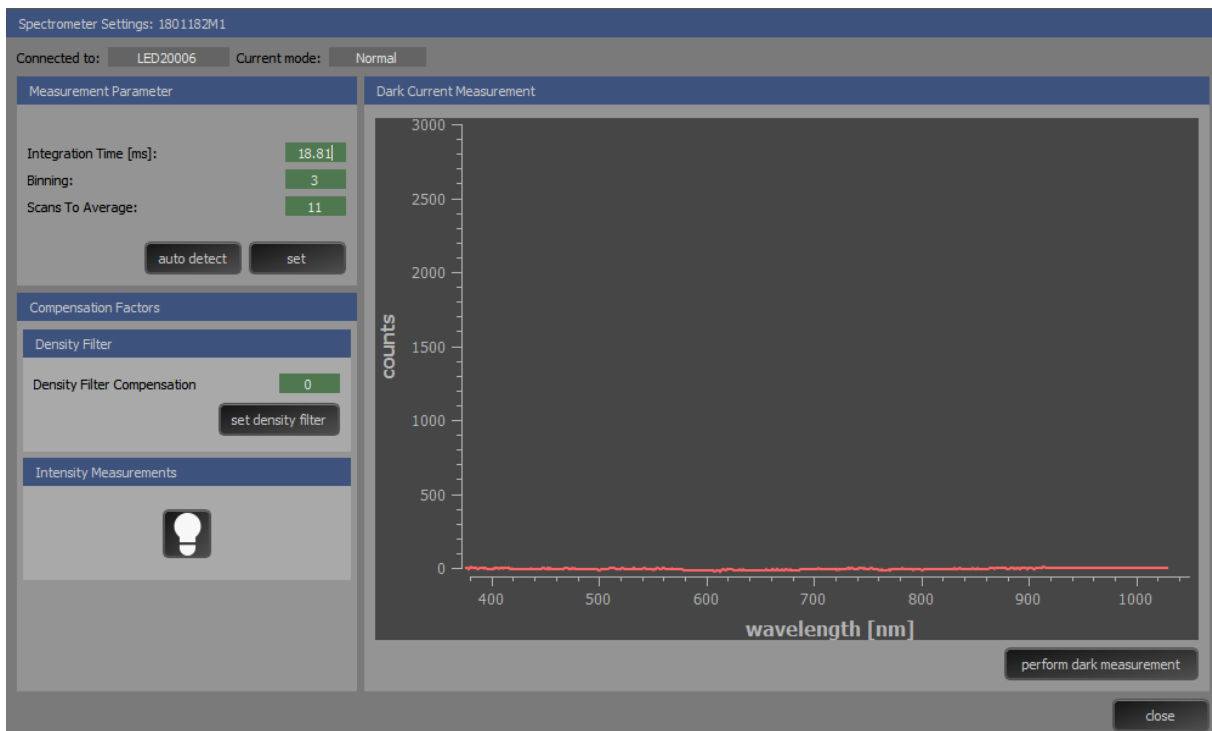 Spectrometer Settings: 1801182M1
Connected to: LED20006 Current mode: Normal
Measurement Parameter
Integration Time [ms]: 18.81
Binning: 3
Scans To Average: 11
auto detect set
Compensation Factors
Density Filter
Density Filter Compensation 0
set density filter
Intensity Measurements
Dark Current Measurement
3000
2500
2000
1500
1000
500
0
counts
400 500 600 700 800 900 1000
wavelength [nm]
perform dark measurement
close